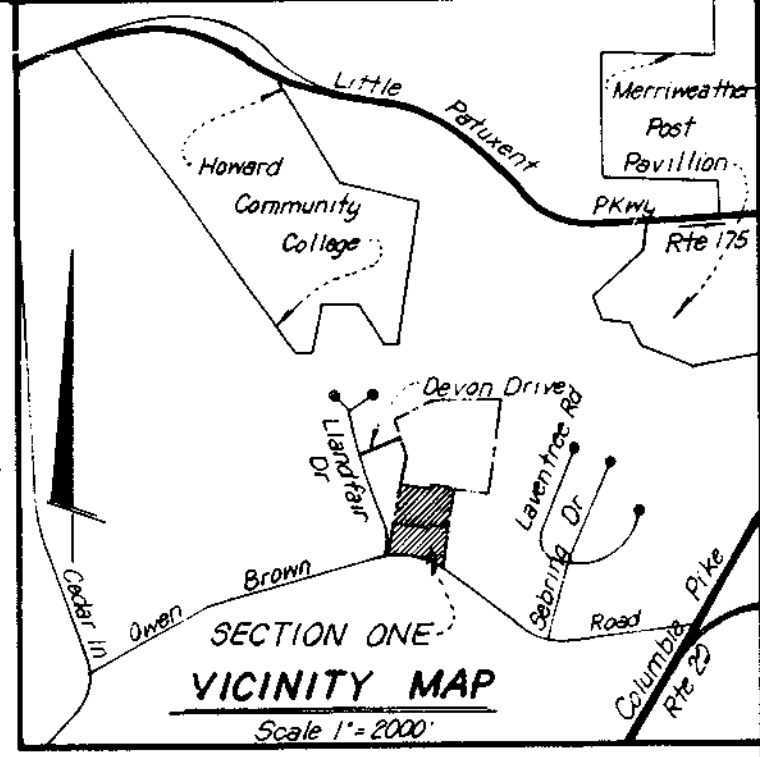 Little Patuxent PKwy
Rte 175
Merriweather
Post
Pavillion
Howard
Community
College
Devon Drive
Llandfair
Dr
Laventree Rd
Sebring Dr
Cedar ln
Owen Brown Road
Columbia Pike
Rte 29
SECTION ONE
VICINITY MAP
Scale 1"=2000'